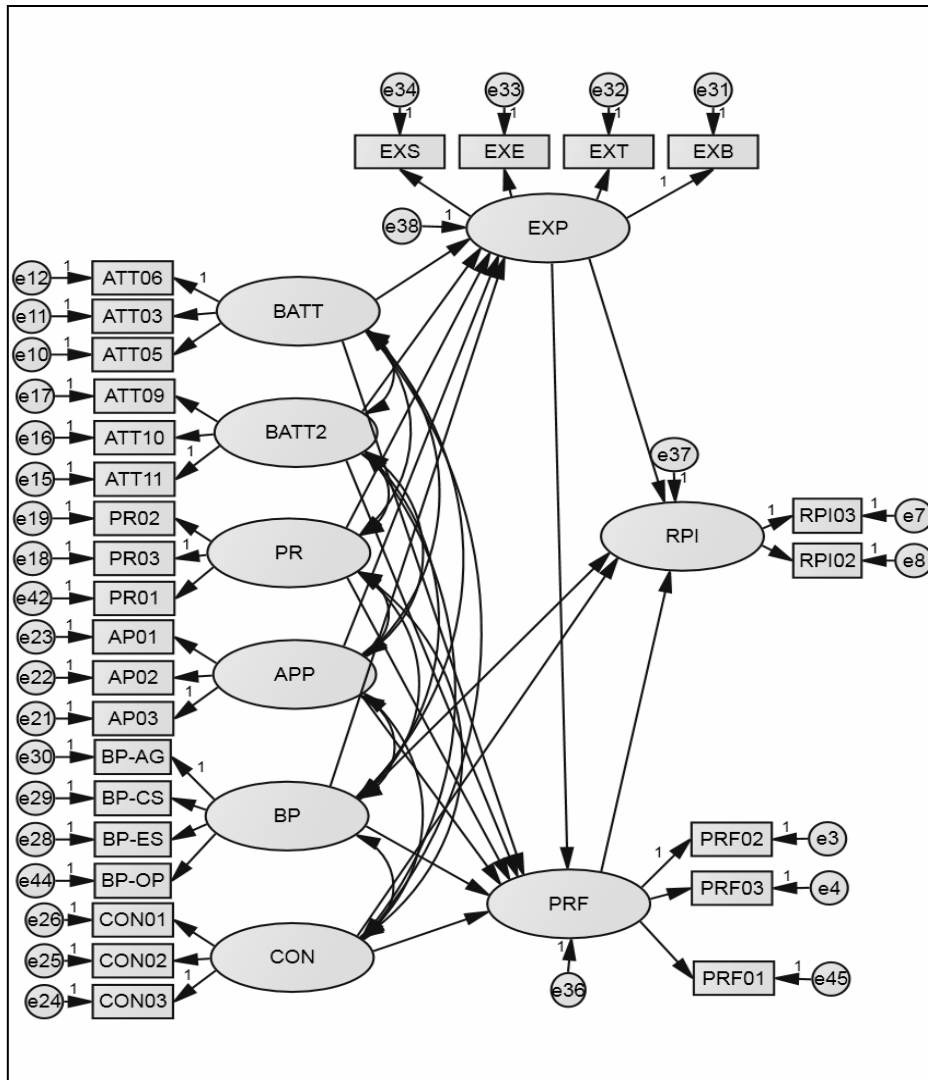 e34 e33 e32 e31
1 1 1 1
EXS EXE EXT EXB
1
e38 1 EXP
e12 1 ATT06 1
e11 1 ATT03 BATT
e10 1 ATT05
e17 1 ATT09
e16 1 ATT10 BATT2
e15 1 ATT11 1
e37
1
e19 1 PR02
e18 1 PR03 1 PR
e42 1 PR01
RPI
RPI03 1 e7
1
RPI02 1 e8
e23 1 AP01
e22 1 AP02 APP
e21 1 AP03 1
e30 1 BP-AG 1
e29 1 BP-CS BP
e28 1 BP-ES
e44 1 BP-OP
PRF02 1 e3
1
PRF03 1 e4
PRF
PRF01 1 e45
1
e36
e26 1 CON01
e25 1 CON02 CON
e24 1 CON03 1